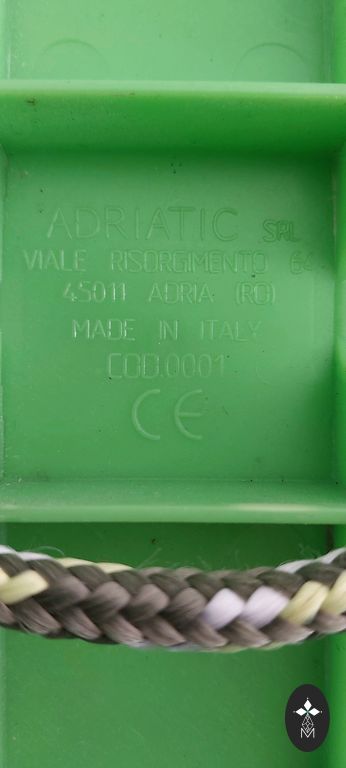 ADRIATIC SRL
VIALE RISORGIMENTO 64
45011 ADRIA (RO)
MADE IN ITALY
COD.0001
CE
M